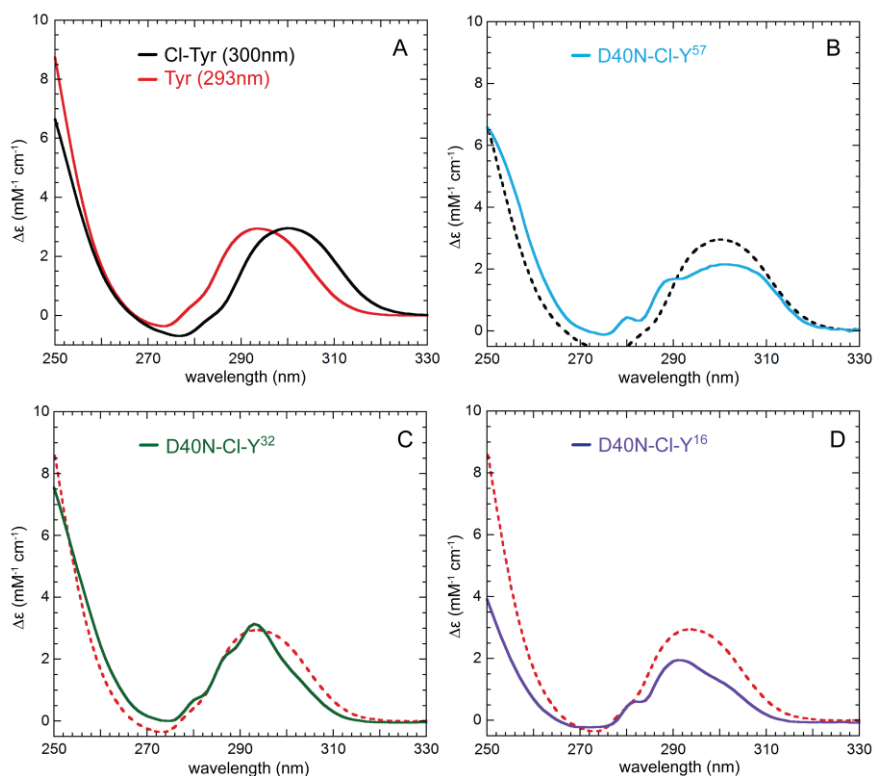 A
Cl-Tyr (300nm)
Tyr (293nm)
10
8
6
4
2
0
Δε (mM⁻¹ cm⁻¹)
250 270 290 310 330
wavelength (nm)
B
D40N-Cl-Y⁵⁷
10
8
6
4
2
0
Δε (mM⁻¹ cm⁻¹)
250 270 290 310 330
wavelength (nm)
C
D40N-Cl-Y³²
10
8
6
4
2
0
Δε (mM⁻¹ cm⁻¹)
250 270 290 310 330
wavelength (nm)
D
D40N-Cl-Y¹⁶
10
8
6
4
2
0
Δε (mM⁻¹ cm⁻¹)
250 270 290 310 330
wavelength (nm)